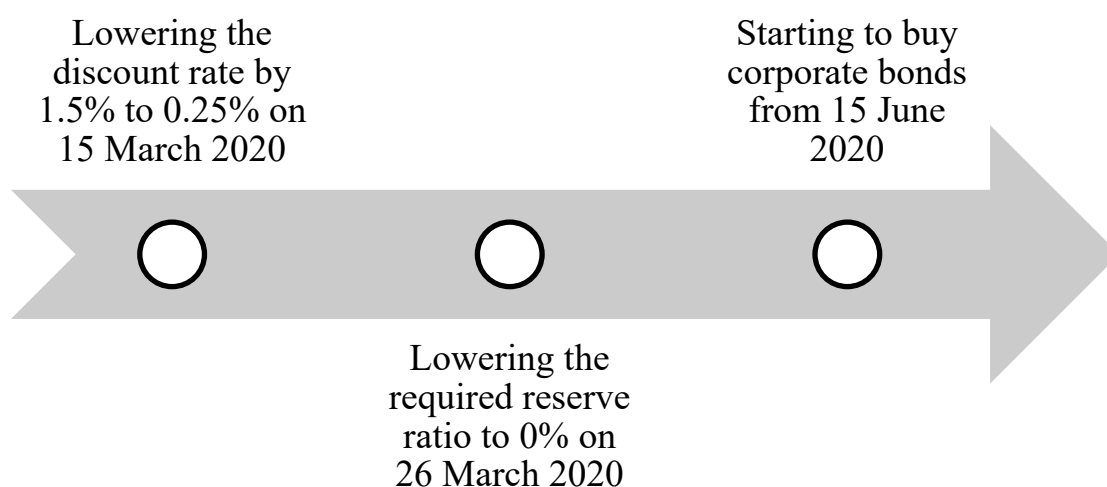 Lowering the
discount rate by
1.5% to 0.25% on
15 March 2020
Lowering the
required reserve
ratio to 0% on
26 March 2020
Starting to buy
corporate bonds
from 15 June
2020